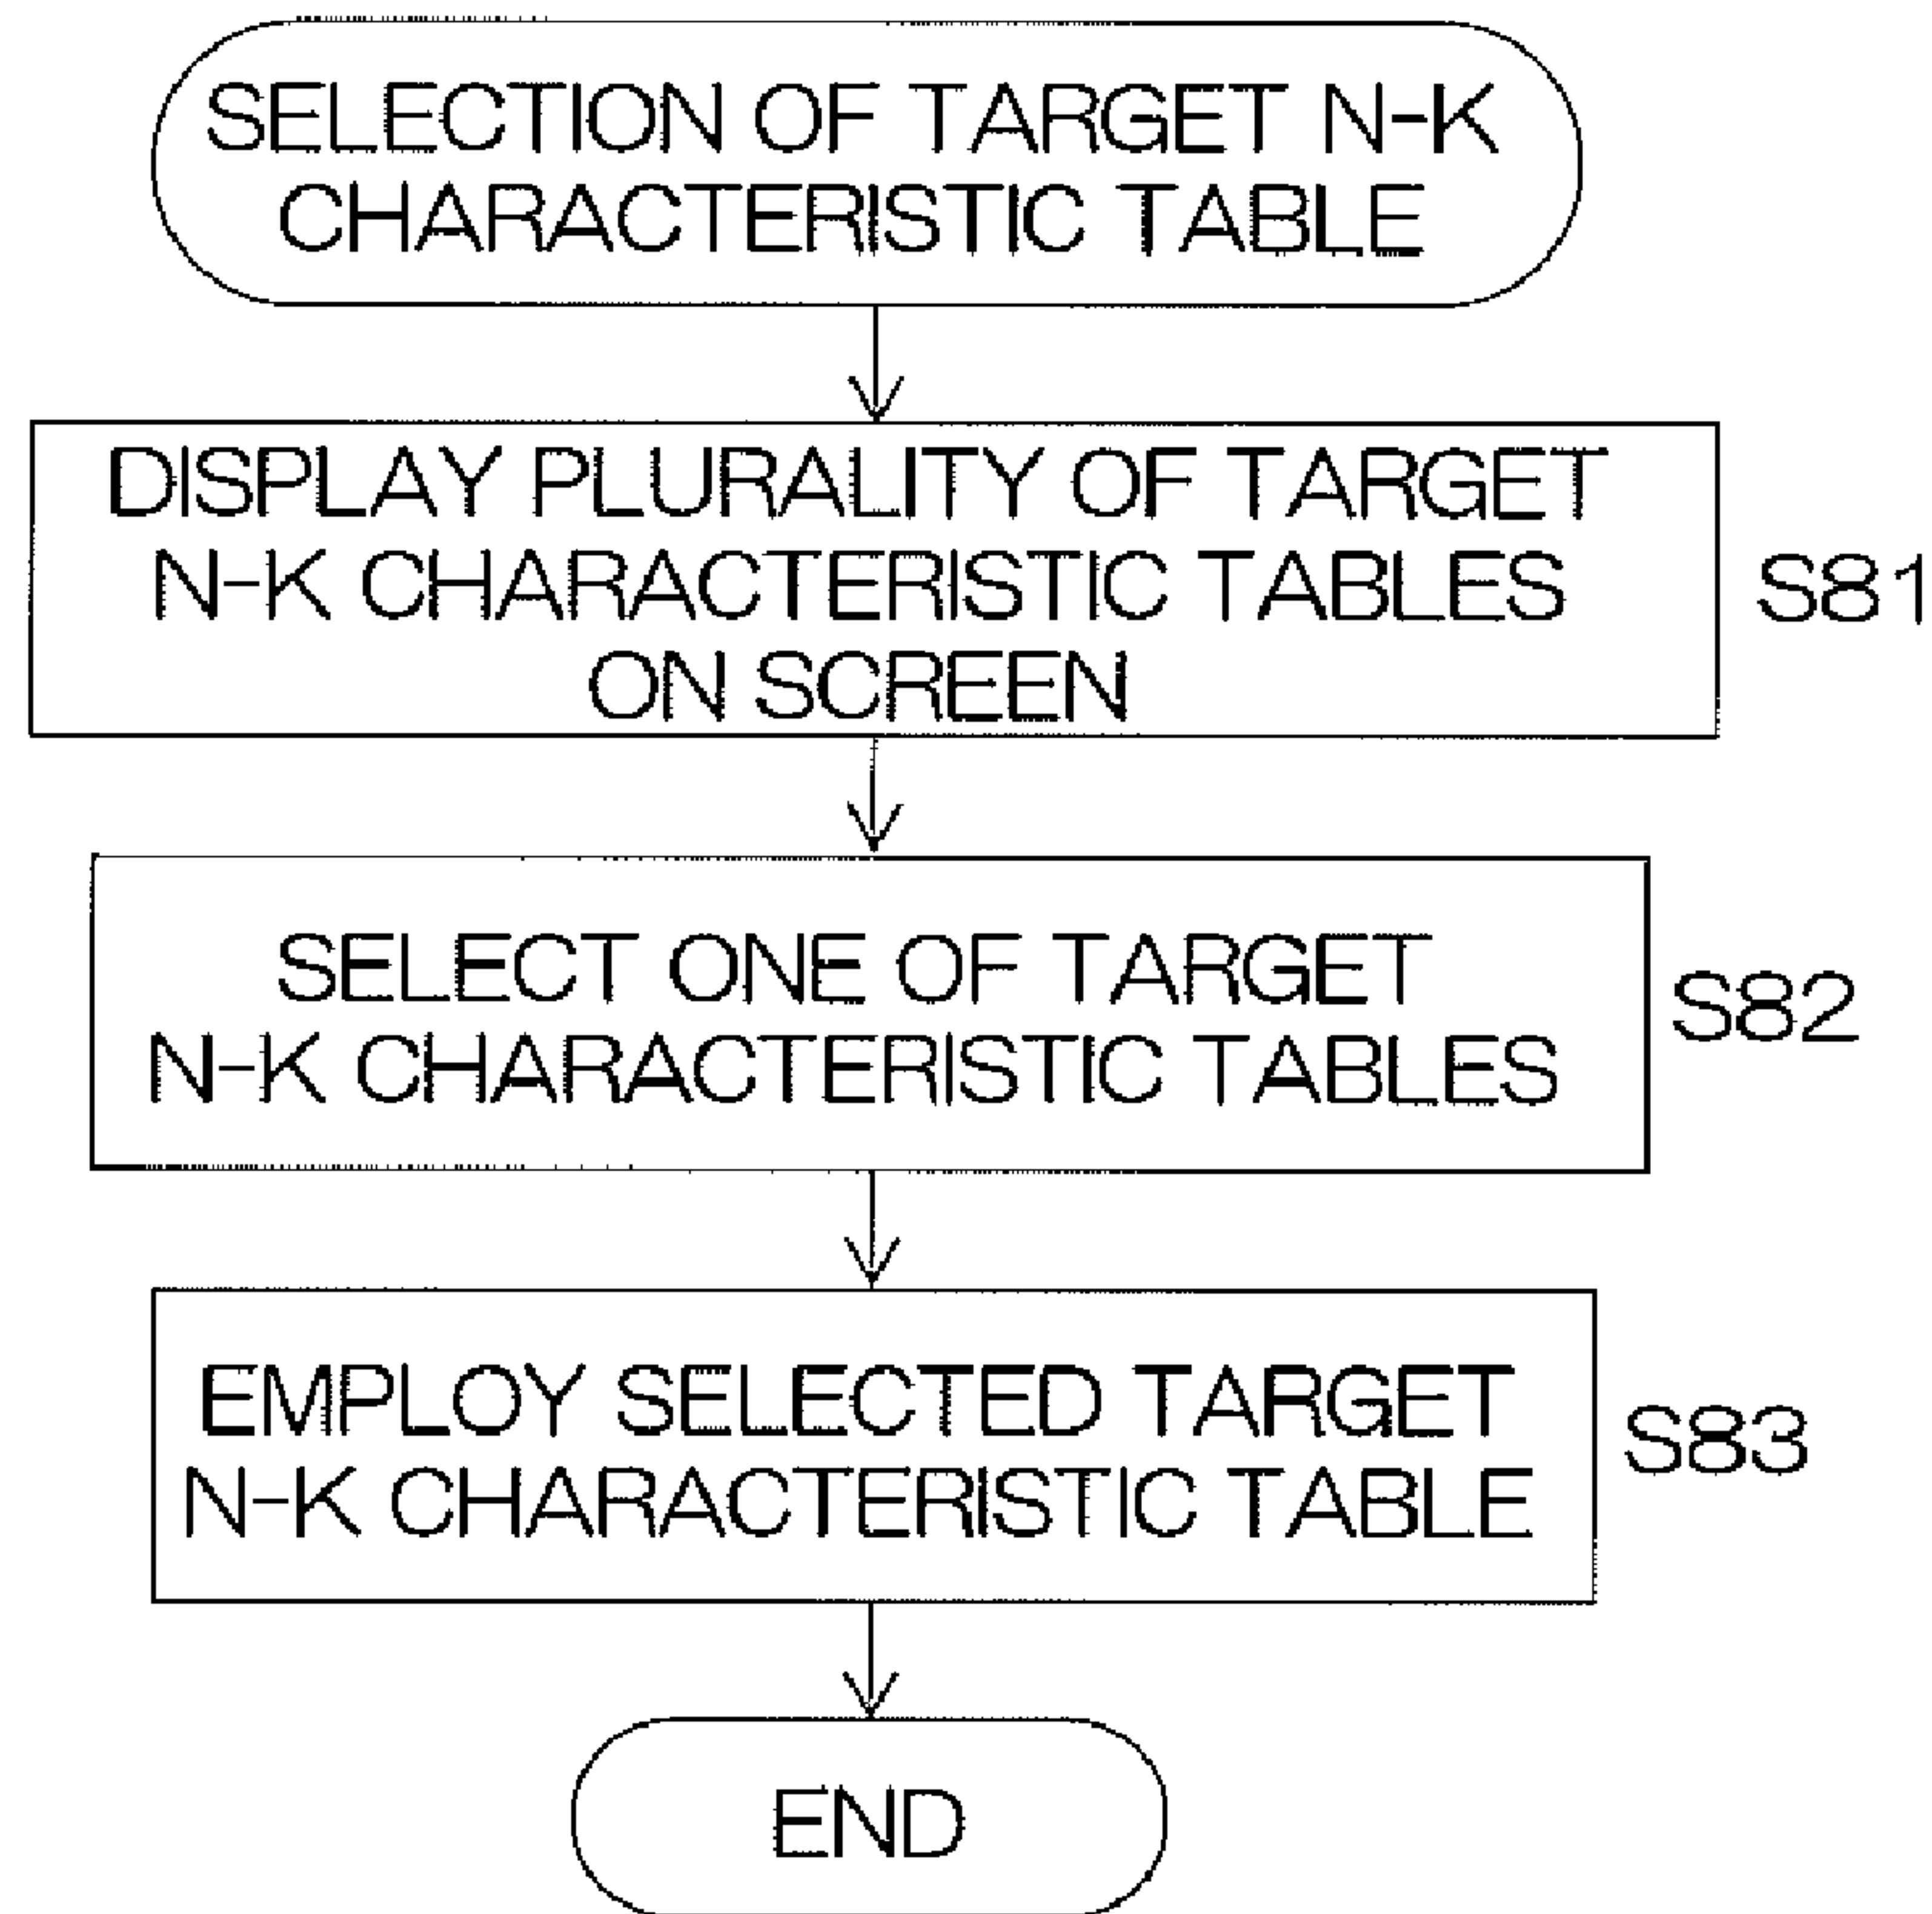 SELECTION OF TARGET N-K
CHARACTERISTIC TABLE
DISPLAY PLURALITY OF TARGET
N-K CHARACTERISTIC TABLES
ON SCREEN
S81
SELECT ONE OF TARGET
N-K CHARACTERISTIC TABLES
S82
EMPLOY SELECTED TARGET
N-K CHARACTERISTIC TABLE
S83
END